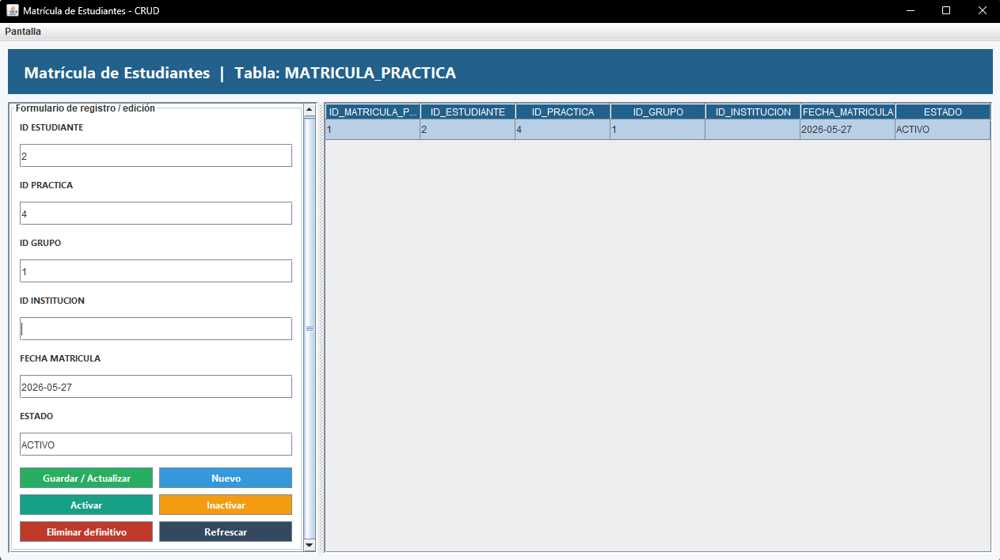 Matrícula de Estudiantes - CRUD
Pantalla
Matrícula de Estudiantes | Tabla: MATRICULA_PRACTICA
Formulario de registro / edición
ID ESTUDIANTE
2
ID PRACTICA
4
ID GRUPO
1
ID INSTITUCION
FECHA MATRICULA
2026-05-27
ESTADO
ACTIVO
Guardar / Actualizar Nuevo
Activar Inactivar
Eliminar definitivo Refrescar
ID_MATRICULA_P... ID_ESTUDIANTE ID_PRACTICA ID_GRUPO ID_INSTITUCION FECHA_MATRICULA ESTADO
1 2 4 1 2026-05-27 ACTIVO